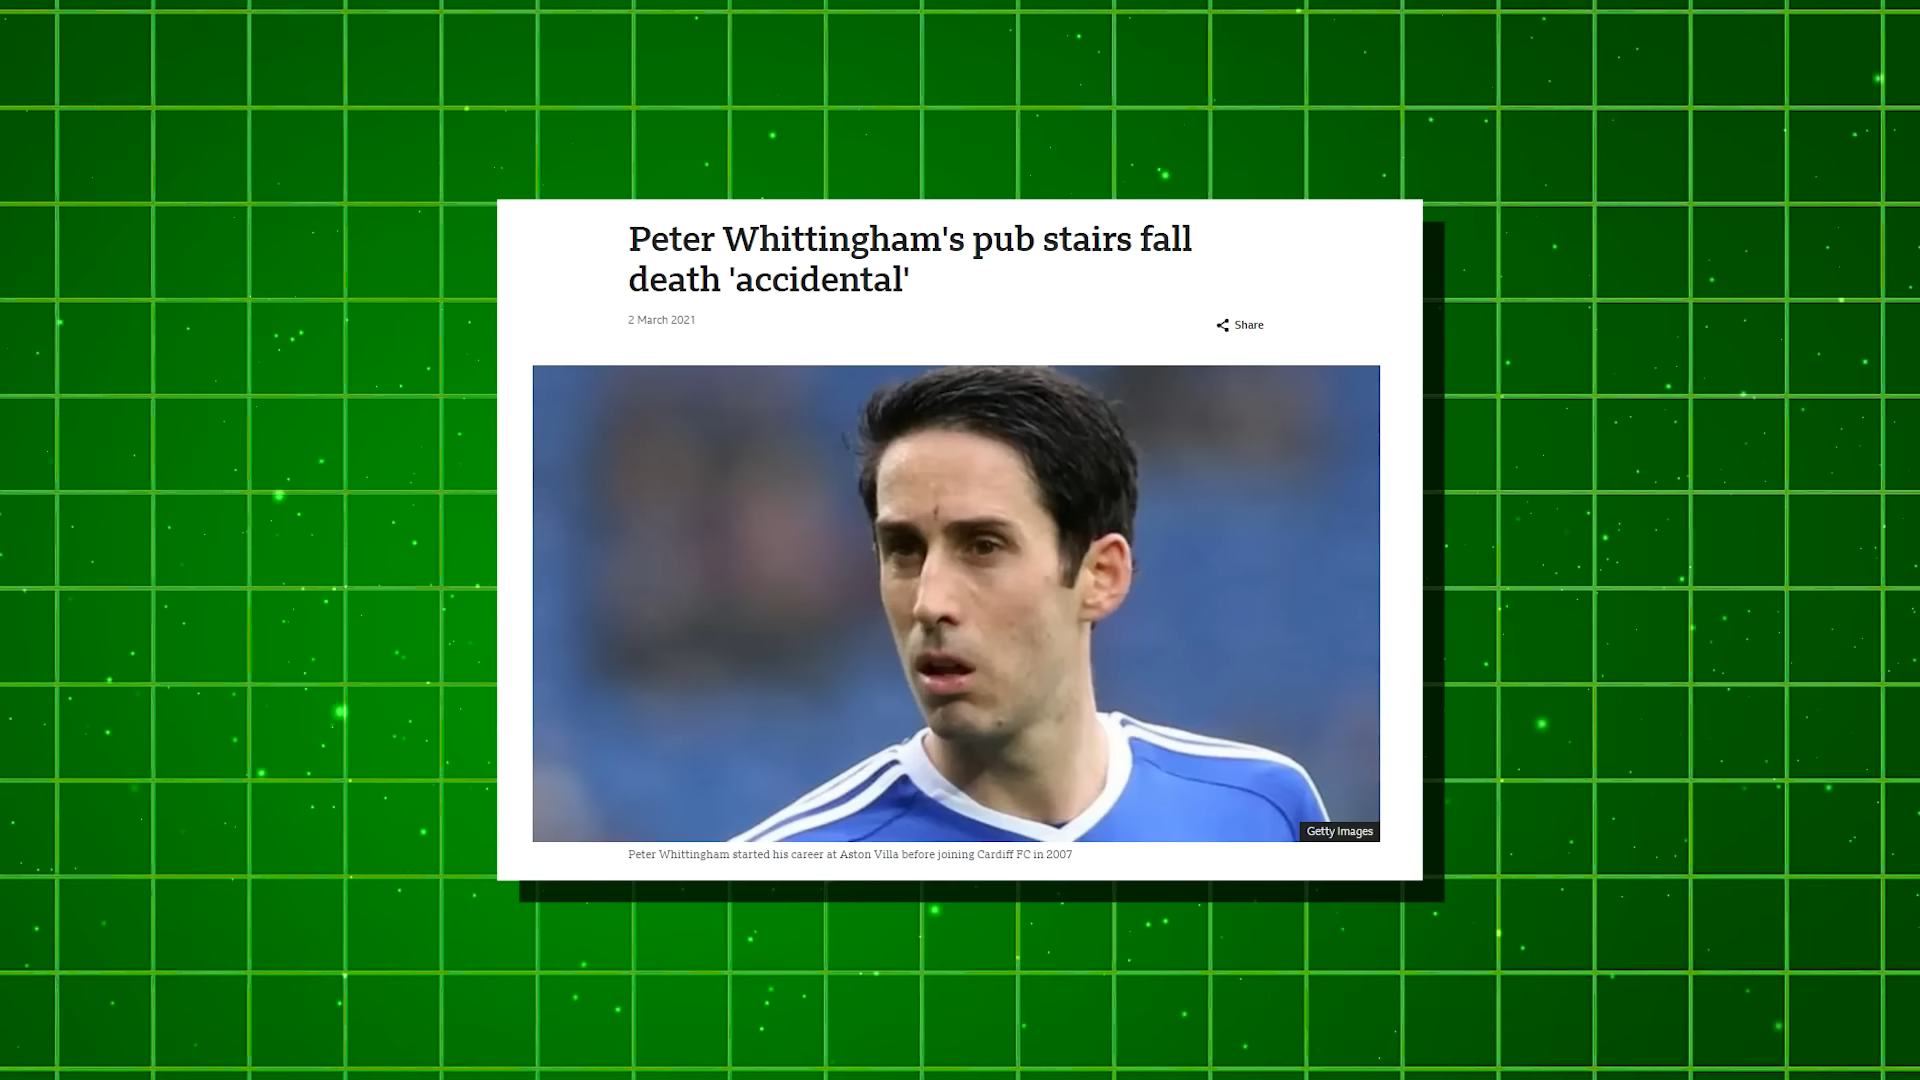 Peter Whittingham's pub stairs fall
death 'accidental'
2 March 2021
Share
Getty Images
Peter Whittingham started his career at Aston Villa before joining Cardiff FC in 2007